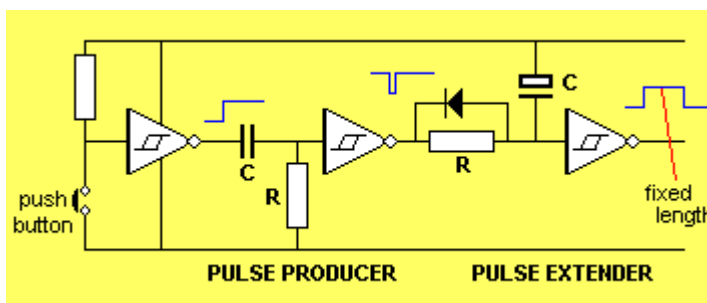 C
C
R
R
push
button
fixed
length
PULSE PRODUCER
PULSE EXTENDER